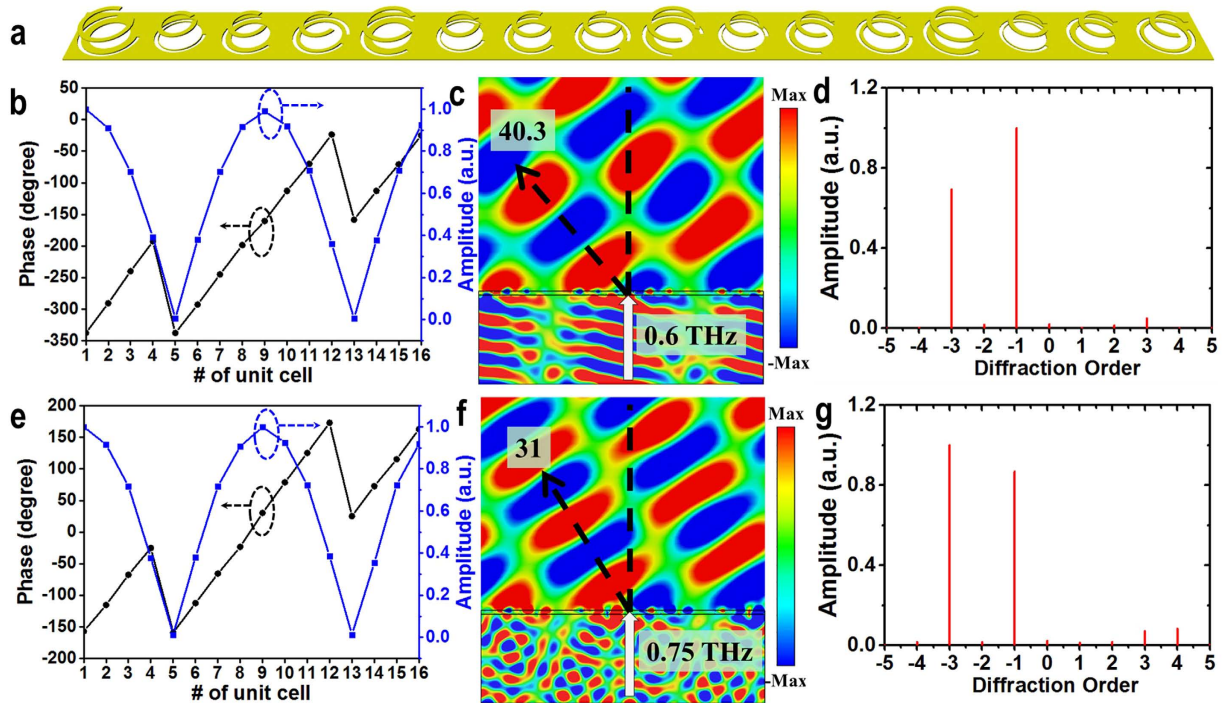 a
b
50
0
-50
-100
-150
-200
-250
-300
-350
Phase (degree)
1 2 3 4 5 6 7 8 9 10 11 12 13 14 15 16
# of unit cell
1.0
0.8
0.6
0.4
0.2
0.0
Amplitude (a.u.)
c
40.3
0.6 THz
Max
-Max
d
1.2
0.8
0.4
0.0
Amplitude (a.u.)
-5 -4 -3 -2 -1 0 1 2 3 4 5
Diffraction Order
e
200
150
100
50
0
-50
-100
-150
-200
Phase (degree)
1 2 3 4 5 6 7 8 9 10 11 12 13 14 15 16
# of unit cell
1.0
0.8
0.6
0.4
0.2
0.0
Amplitude (a.u.)
f
31
0.75 THz
Max
-Max
g
1.2
0.8
0.4
0.0
Amplitude (a.u.)
-5 -4 -3 -2 -1 0 1 2 3 4 5
Diffraction Order